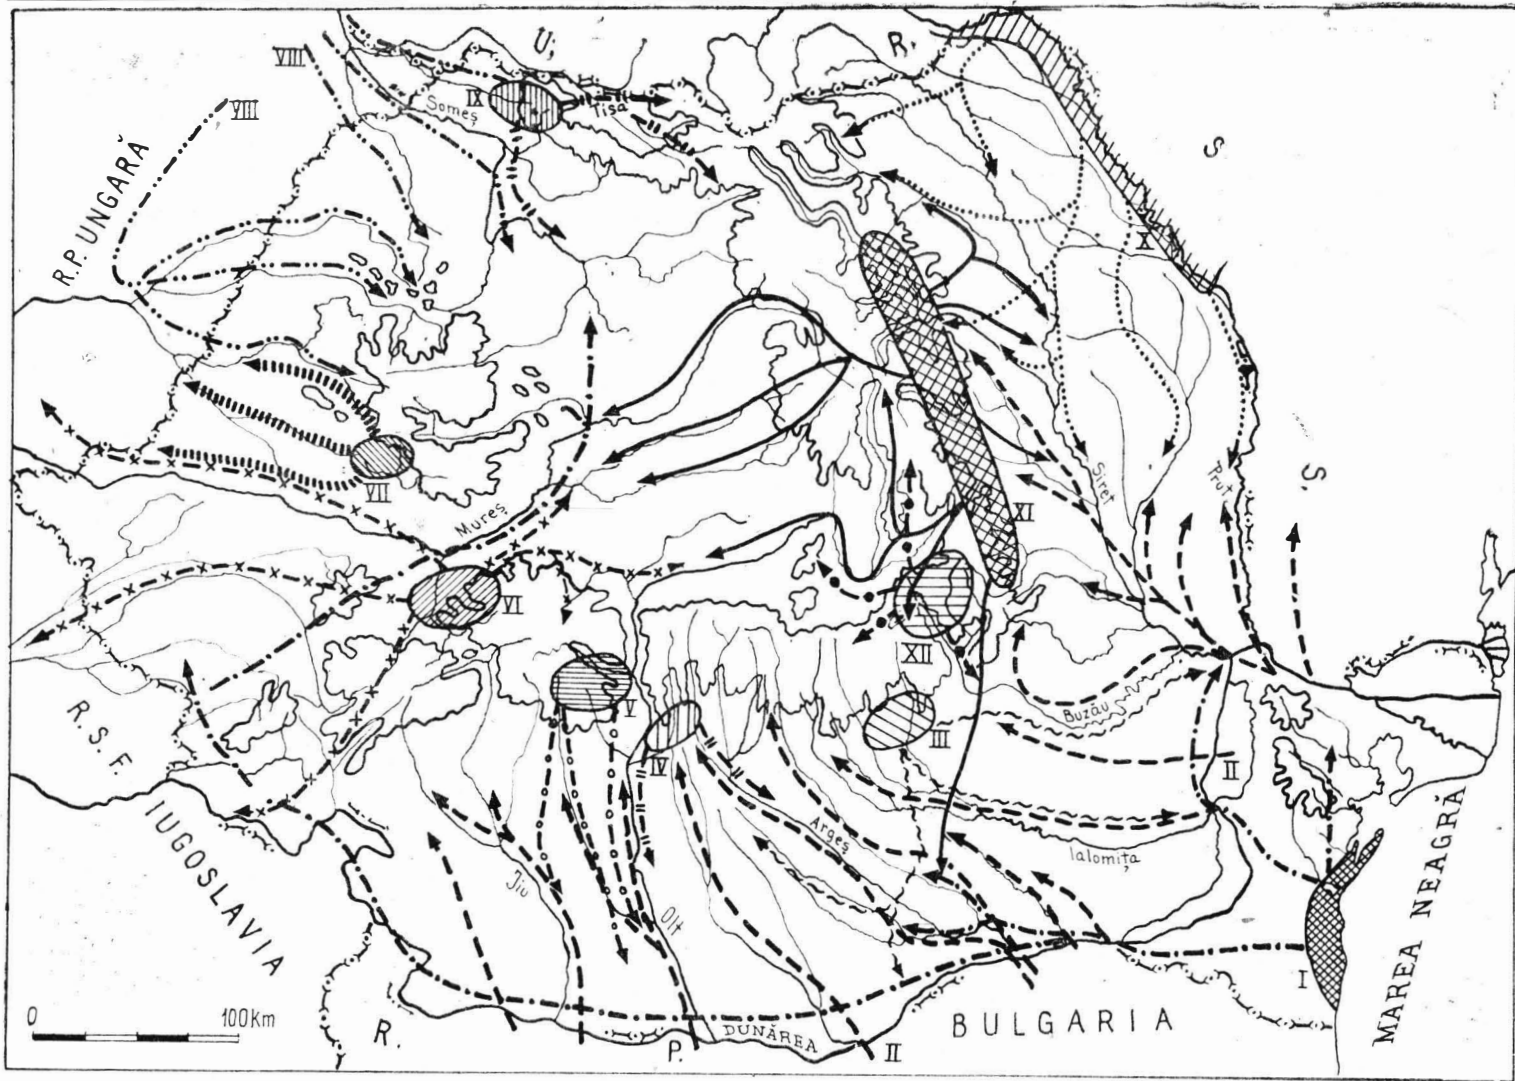 U.
R.
S.
S.
VIII
VIII
IX
Someș
Tisa
R.P. UNGARĂ
X
VII
Mureș
Siret
Prut
XI
VI
XII
R. S. F.
IUGOSLAVIA
V
IV
III
Buzău
II
Argeș
Ialomița
Jiu
Olt
I
MAREA NEAGRĂ
0 100Km
R.
P.
DUNĂREA
II
BULGARIA